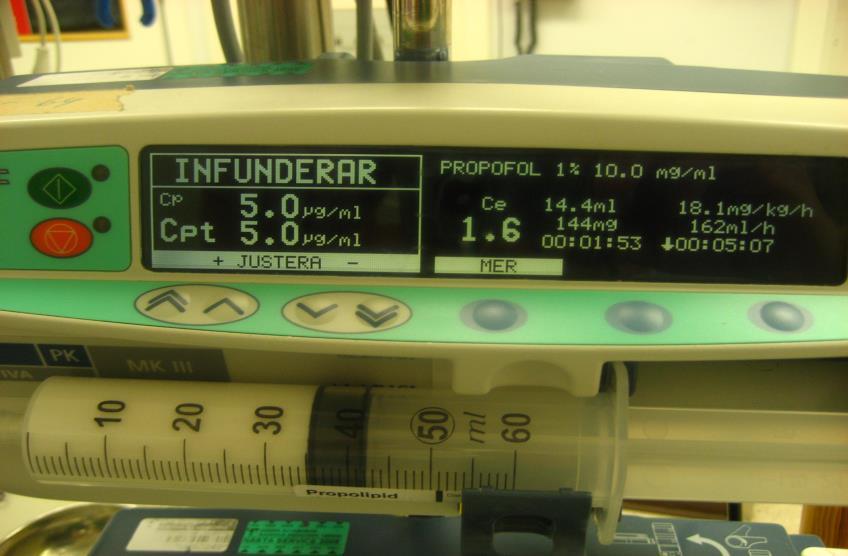 INFUNDERAR
Cp 5.0 µg/ml
Cpt 5.0 µg/ml
+ JUSTERA -
PROPOFOL 1% 10.0 mg/ml
Ce 14.4ml 18.1mg/kg/h
1.6 144mg 162ml/h
00:01:53 ↓00:05:07
MER
PK
IVA MK III
10 20 30 40 50 ml 60
Propolipid